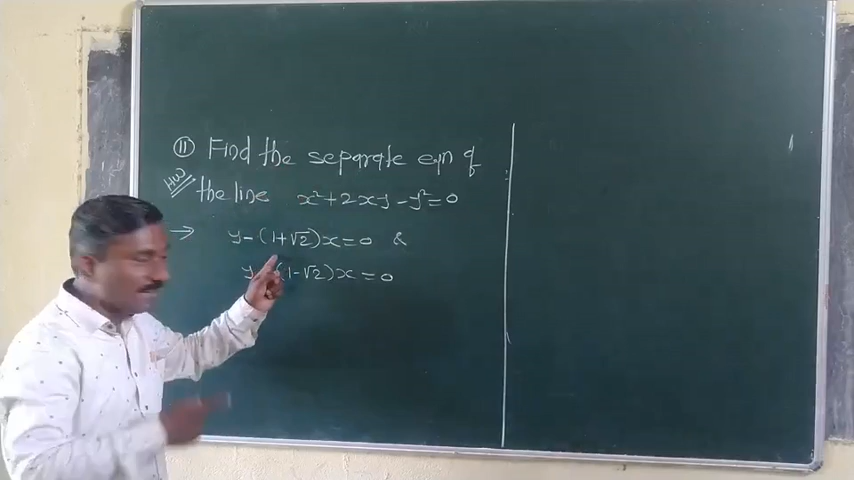 ⑪ Find the separate eqn of
HW the line x²+2xy-y²=0
→ y-(1+√2)x=0 &
y-(1-√2)x=0